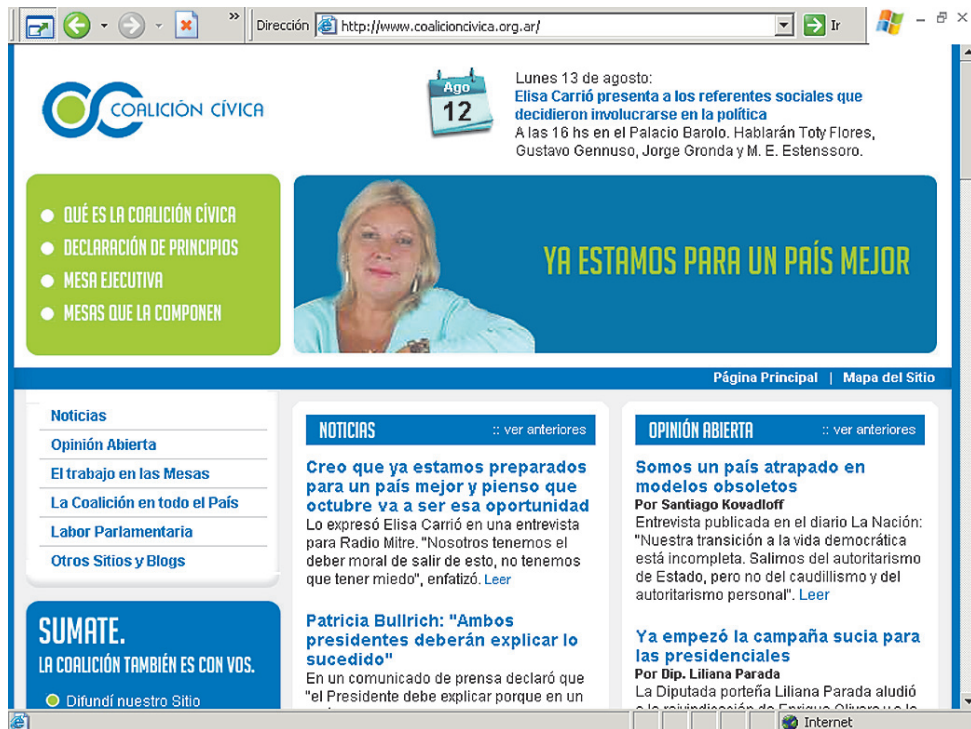 »
Dirección
http://www.coalicioncivica.org.ar/
Ir
COALICIÓN CÍVICA
Ago
12
Lunes 13 de agosto:
Elisa Carrió presenta a los referentes sociales que
decidieron involucrarse en la política
A las 16 hs en el Palacio Barolo. Hablarán Toty Flores,
Gustavo Gennuso, Jorge Gronda y M. E. Estenssoro.
QUÉ ES LA COALICIÓN CÍVICA
DECLARACIÓN DE PRINCIPIOS
MESA EJECUTIVA
MESAS QUE LA COMPONEN
YA ESTAMOS PARA UN PAÍS MEJOR
Página Principal | Mapa del Sitio
Noticias
Opinión Abierta
El trabajo en las Mesas
La Coalición en todo el País
Labor Parlamentaria
Otros Sitios y Blogs
SUMATE.
LA COALICIÓN TAMBIÉN ES CON VOS.
Difundí nuestro Sitio
NOTICIAS
:: ver anteriores
Creo que ya estamos preparados
para un país mejor y pienso que
octubre va a ser esa oportunidad
Lo expresó Elisa Carrió en una entrevista
para Radio Mitre. "Nosotros tenemos el
deber moral de salir de esto, no tenemos
que tener miedo", enfatizó. Leer
Patricia Bullrich: "Ambos
presidentes deberán explicar lo
sucedido"
En un comunicado de prensa declaró que
"el Presidente debe explicar porque en un
OPINIÓN ABIERTA
:: ver anteriores
Somos un país atrapado en
modelos obsoletos
Por Santiago Kovadloff
Entrevista publicada en el diario La Nación:
"Nuestra transición a la vida democrática
está incompleta. Salimos del autoritarismo
de Estado, pero no del caudillismo y del
autoritarismo personal". Leer
Ya empezó la campaña sucia para
las presidenciales
Por Dip. Liliana Parada
La Diputada porteña Liliana Parada aludió
Internet